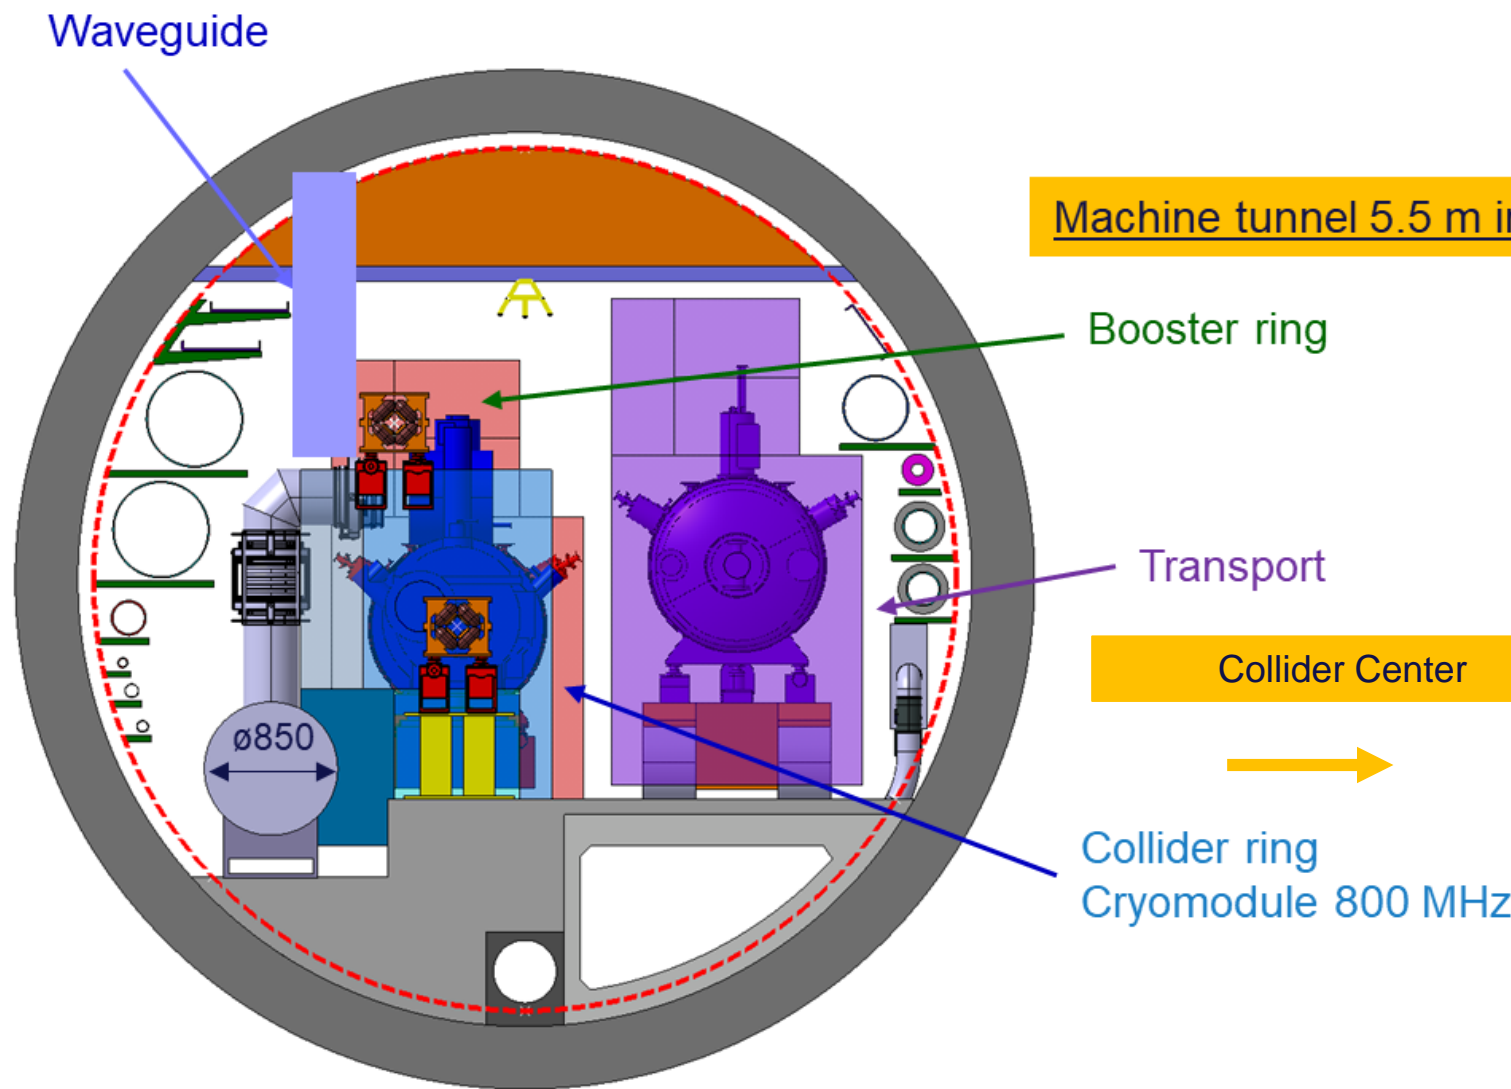 Waveguide
Machine tunnel 5.5 m
Booster ring
Transport
Collider Center
ø850
Collider ring
Cryomodule 800 MHz